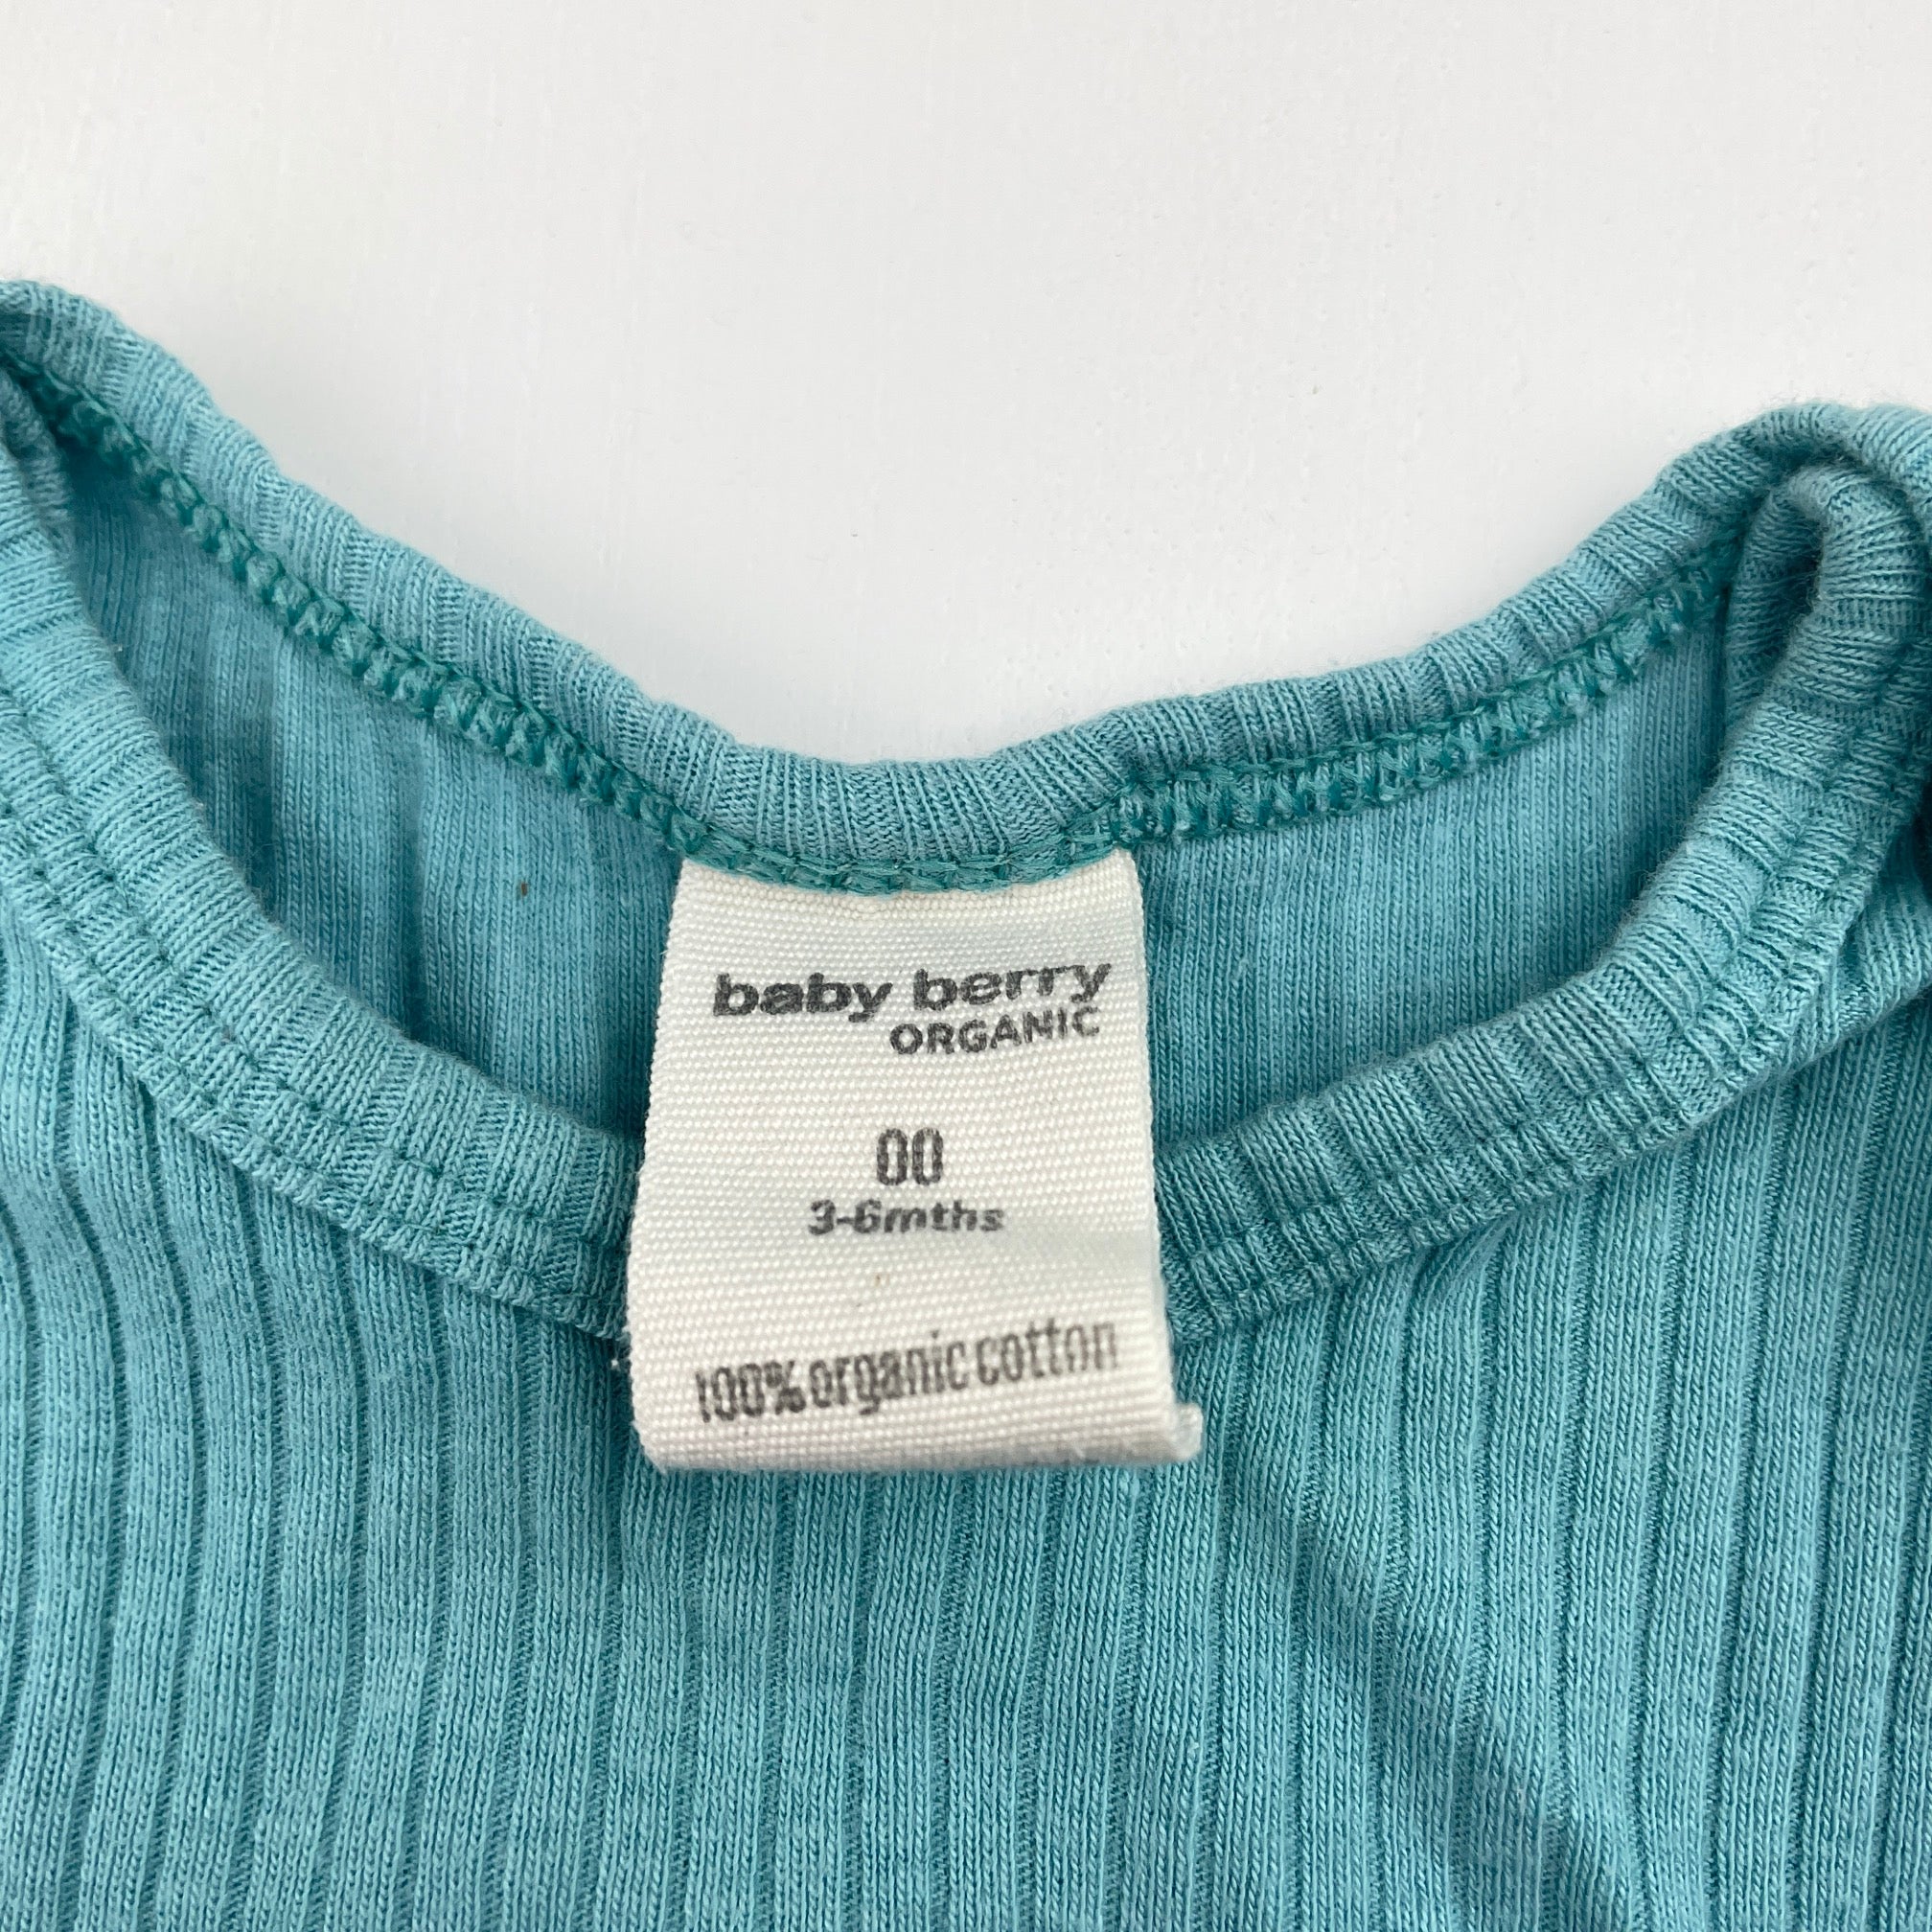 baby berry
ORGANIC
00
3-6mths
100% organic cotton